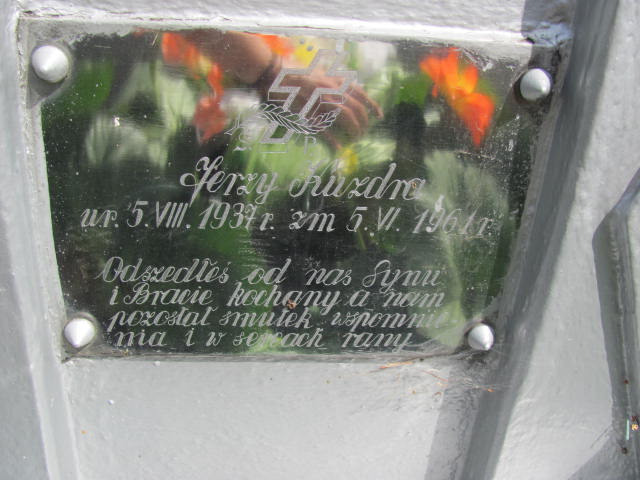 Jerzy Kuzdra
ur. 5.VIII. 1937 r. zm 5.VI. 1961 r.
Odszedłeś od nas Synu
i Bracie kochany a nam
pozostał smutek wspomnie
nia i w sercach rany